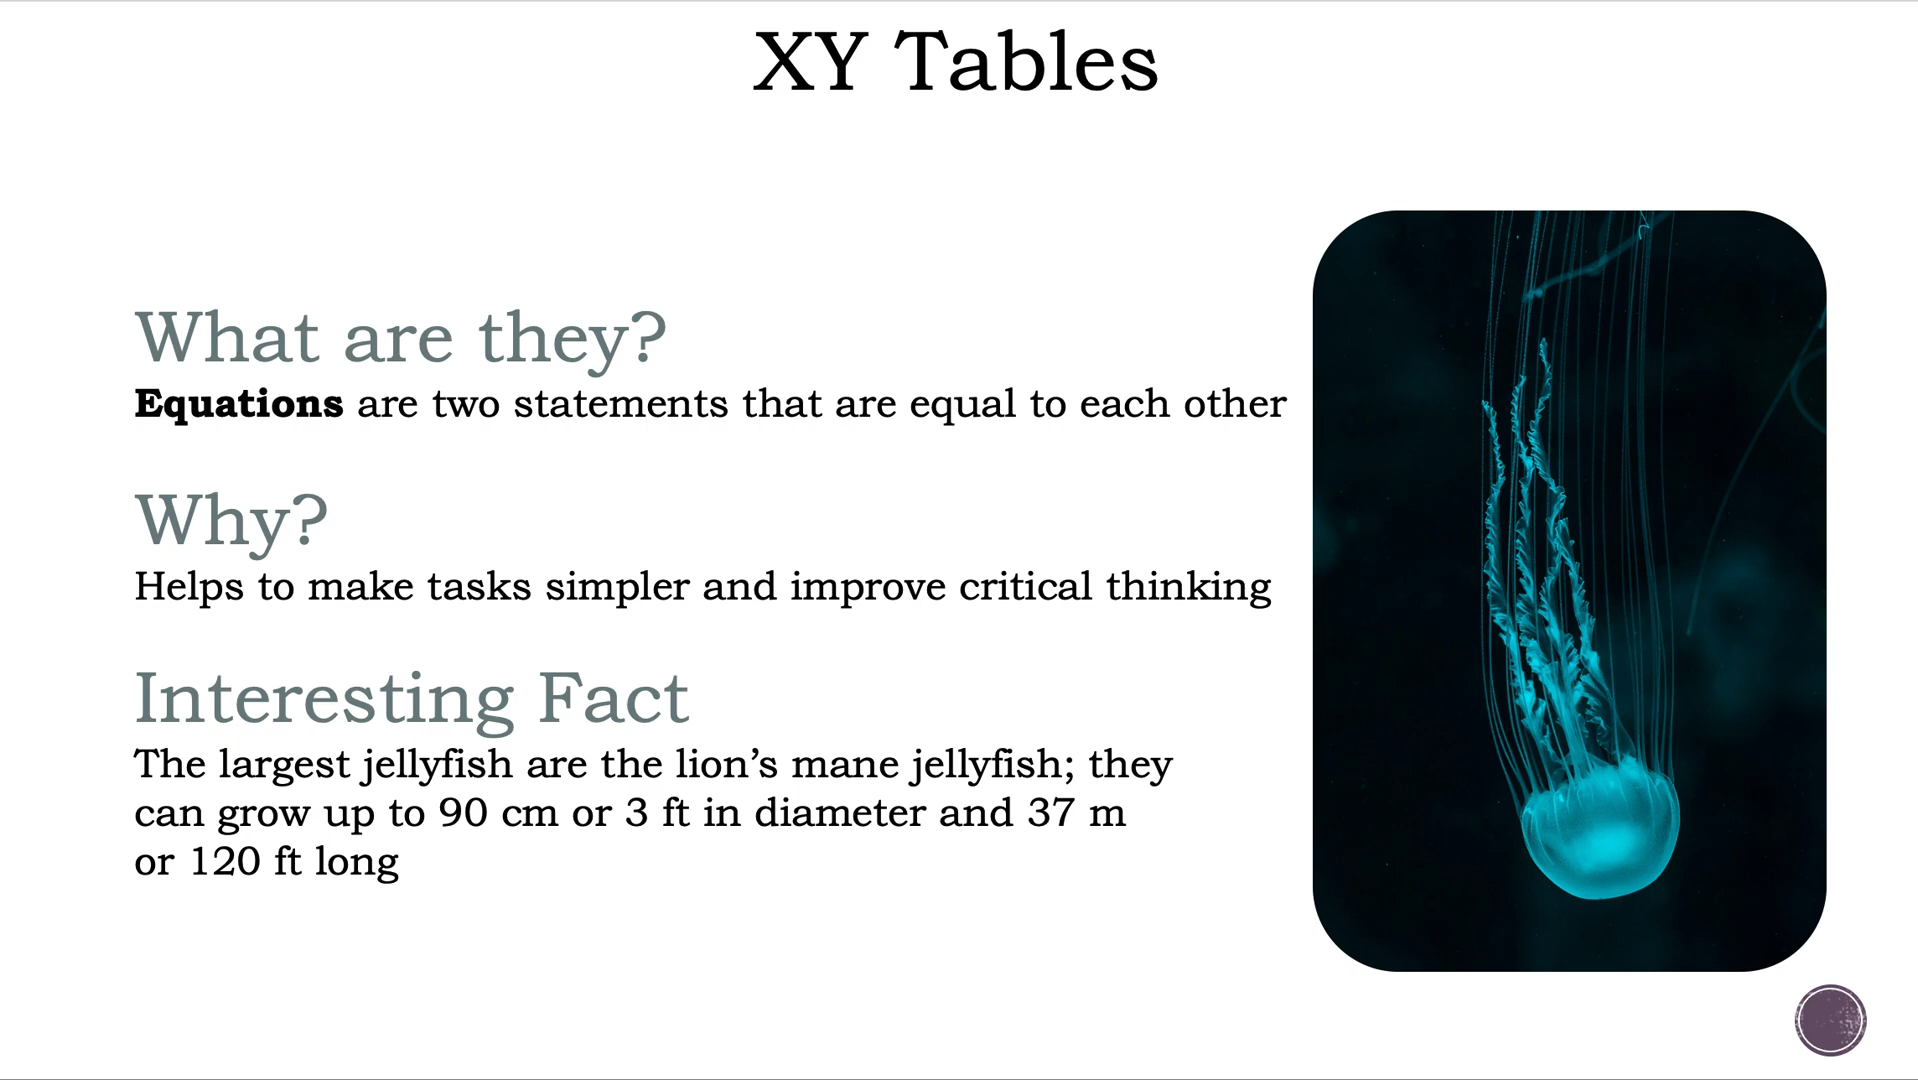 XY Tables
What are they?
Equations are two statements that are equal to each other
Why?
Helps to make tasks simpler and improve critical thinking
Interesting Fact
The largest jellyfish are the lion’s mane jellyfish; they
can grow up to 90 cm or 3 ft in diameter and 37 m
or 120 ft long